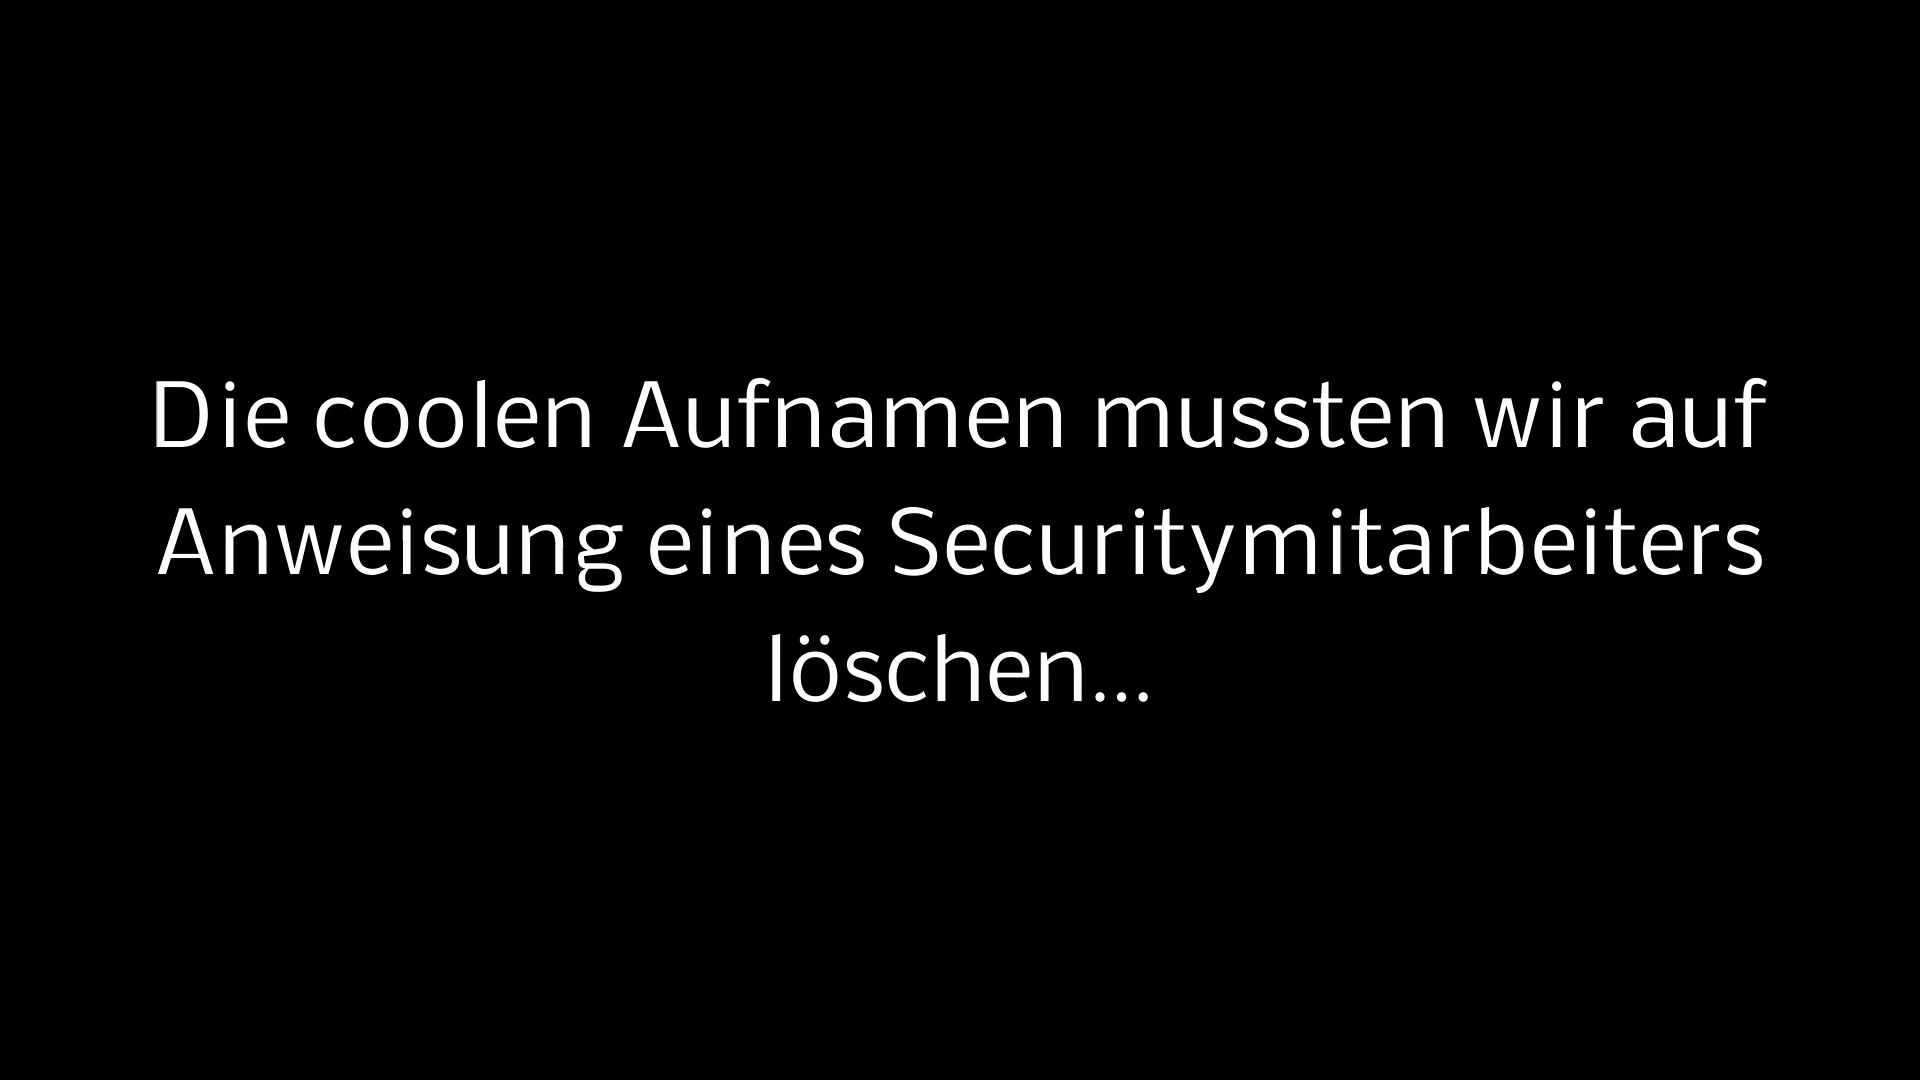 Die coolen Aufnamen mussten wir auf
Anweisung eines Securitymitarbeiters
löschen...